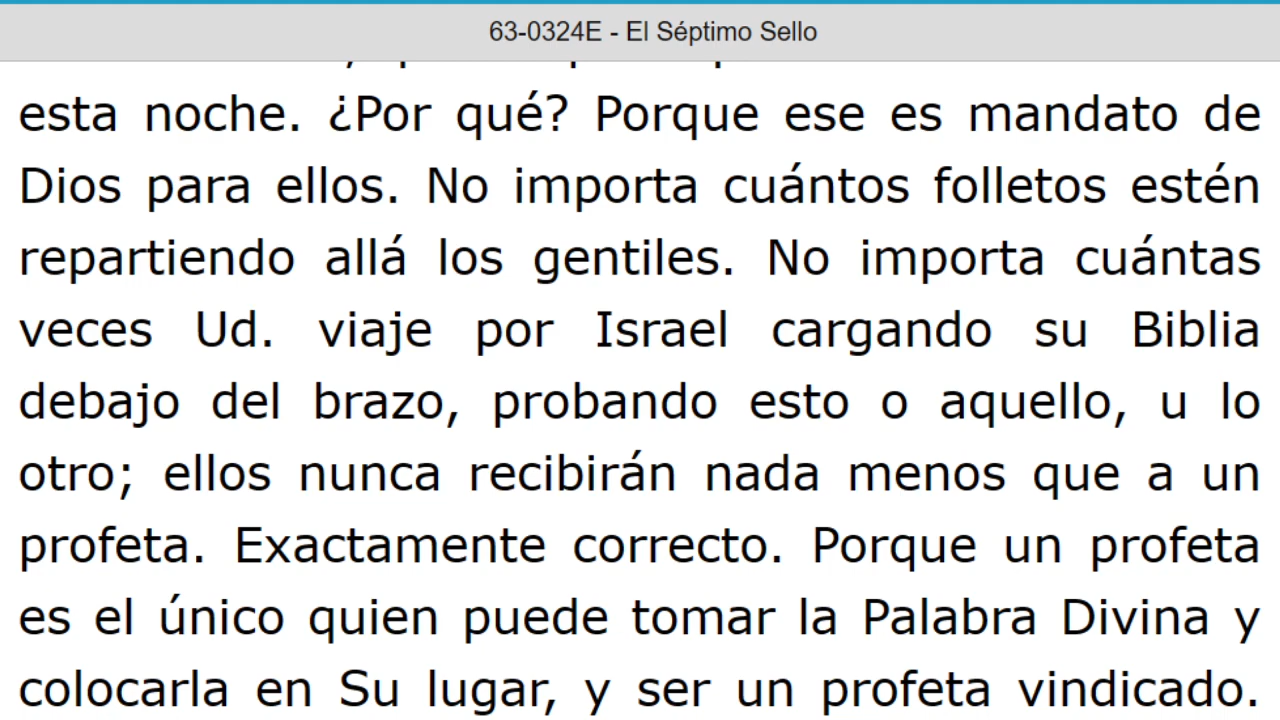 63-0324E - El Séptimo Sello
esta noche. ¿Por qué? Porque ese es mandato de
Dios para ellos. No importa cuántos folletos estén
repartiendo allá los gentiles. No importa cuántas
veces Ud. viaje por Israel cargando su Biblia
debajo del brazo, probando esto o aquello, u lo
otro; ellos nunca recibirán nada menos que a un
profeta. Exactamente correcto. Porque un profeta
es el único quien puede tomar la Palabra Divina y
colocarla en Su lugar, y ser un profeta vindicado.